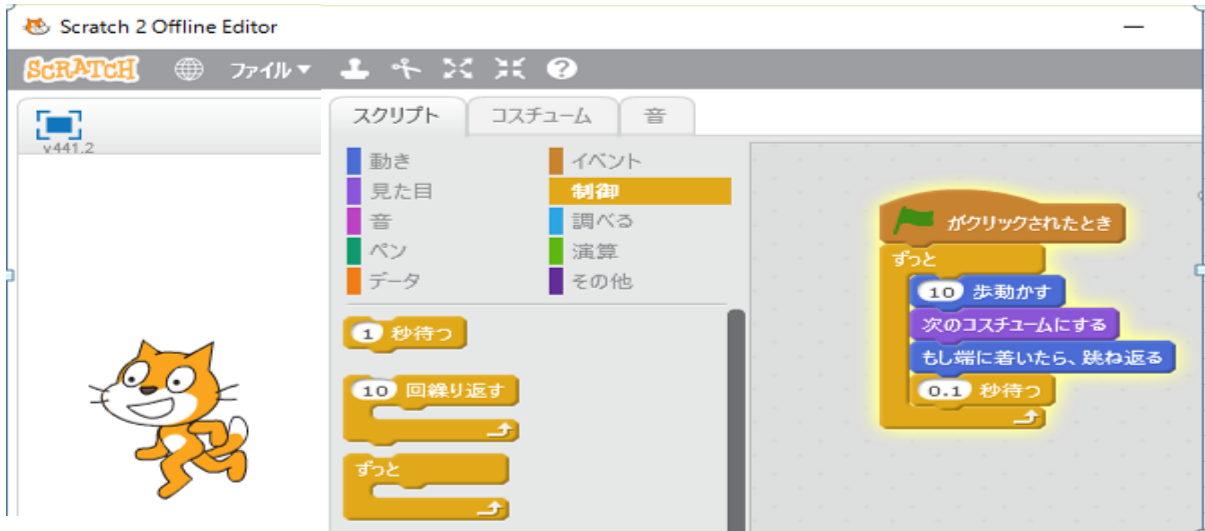 Scratch 2 Offline Editor
SCRATCH ファイル▼
v441.2
スクリプト コスチューム 音
動き イベント
見た目 制御
音 調べる
ペン 演算
データ その他
1 秒待つ
10 回繰り返す
ずっと
がクリックされたとき
ずっと
10 歩動かす
次のコスチュームにする
もし端に着いたら、跳ね返る
0.1 秒待つ